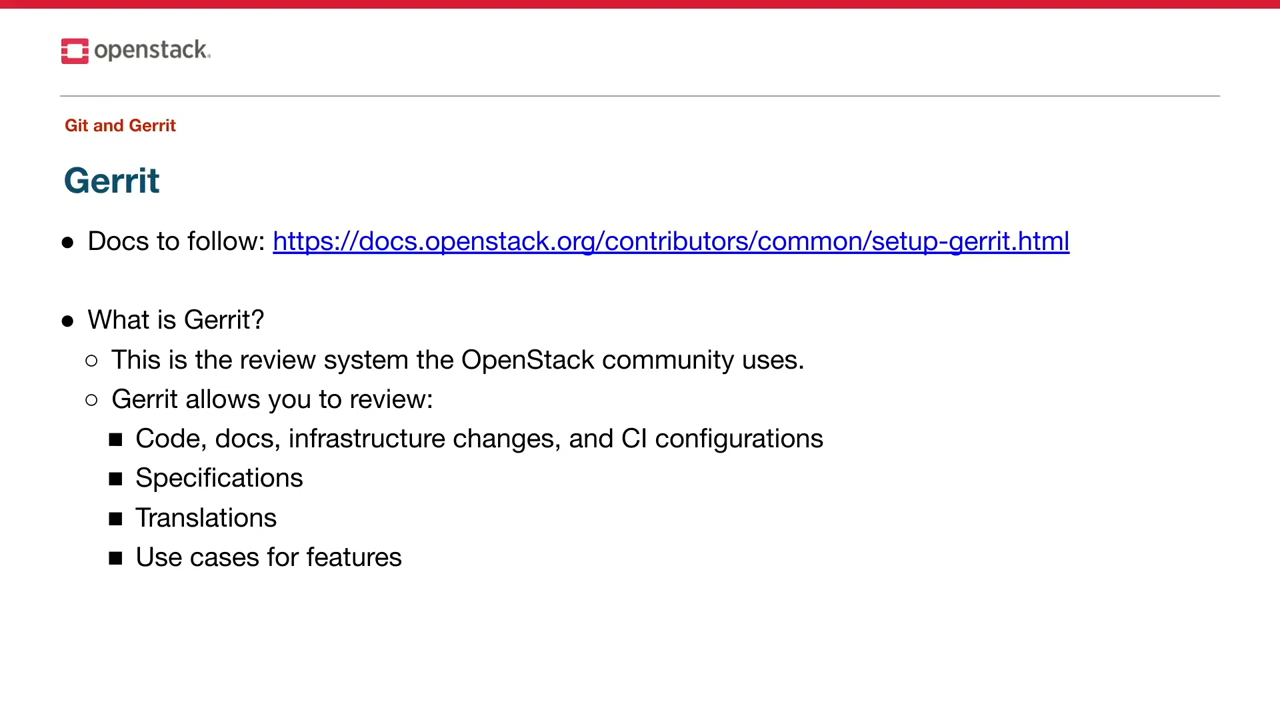 openstack.
Git and Gerrit
Gerrit
● Docs to follow: https://docs.openstack.org/contributors/common/setup-gerrit.html
● What is Gerrit?
○ This is the review system the OpenStack community uses.
○ Gerrit allows you to review:
■ Code, docs, infrastructure changes, and CI configurations
■ Specifications
■ Translations
■ Use cases for features